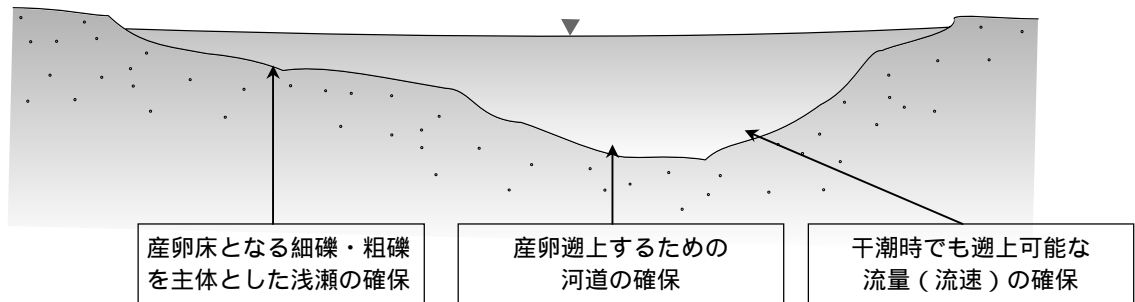 産卵床となる細礫・粗礫
を主体とした浅瀬の確保
産卵遡上するための
河道の確保
干潮時でも遡上可能な
流量（流速）の確保